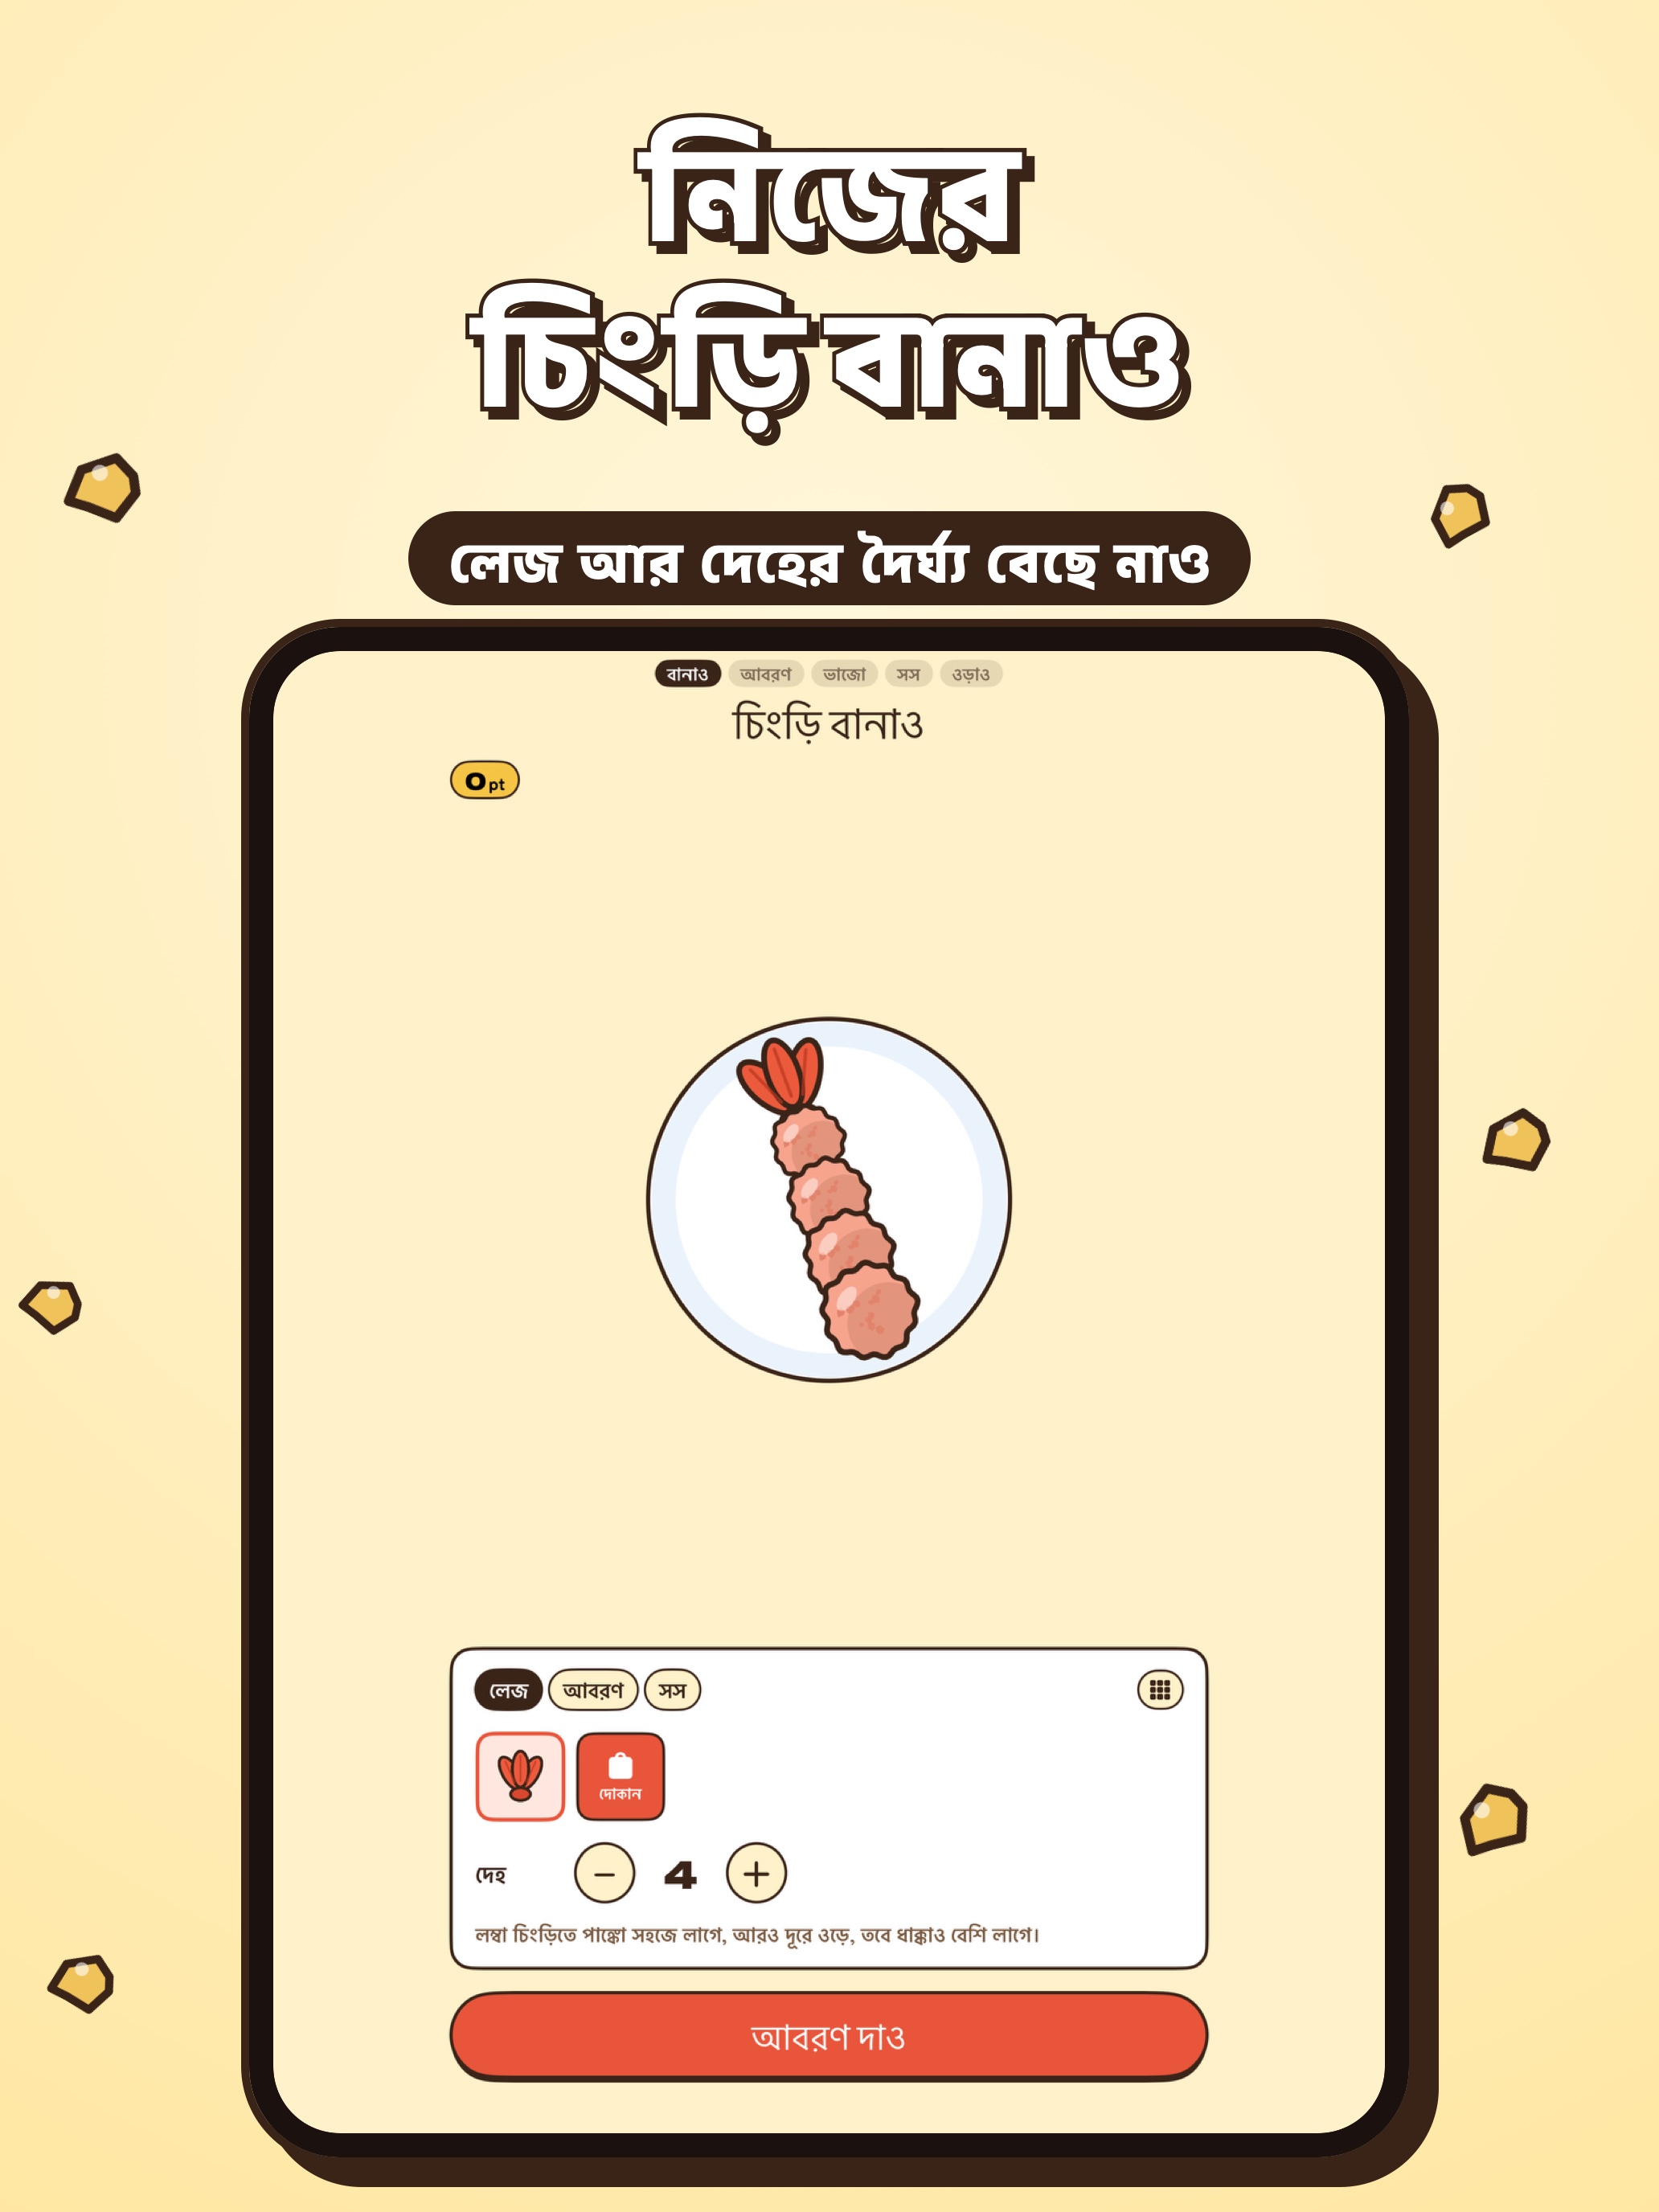 নিজের
চিংড়ি বানাও
লেজ আর দেহের দৈর্ঘ্য বেছে নাও
বানাও আবরণ ভাজো সস ওড়াও
চিংড়ি বানাও
0pt
লেজ আবরণ সস
দোকান
দেহ − 4 +
লম্বা চিংড়িতে পাঙ্কো সহজে লাগে, আরও দূরে ওড়ে, তবে ধাক্কাও বেশি লাগে।
আবরণ দাও